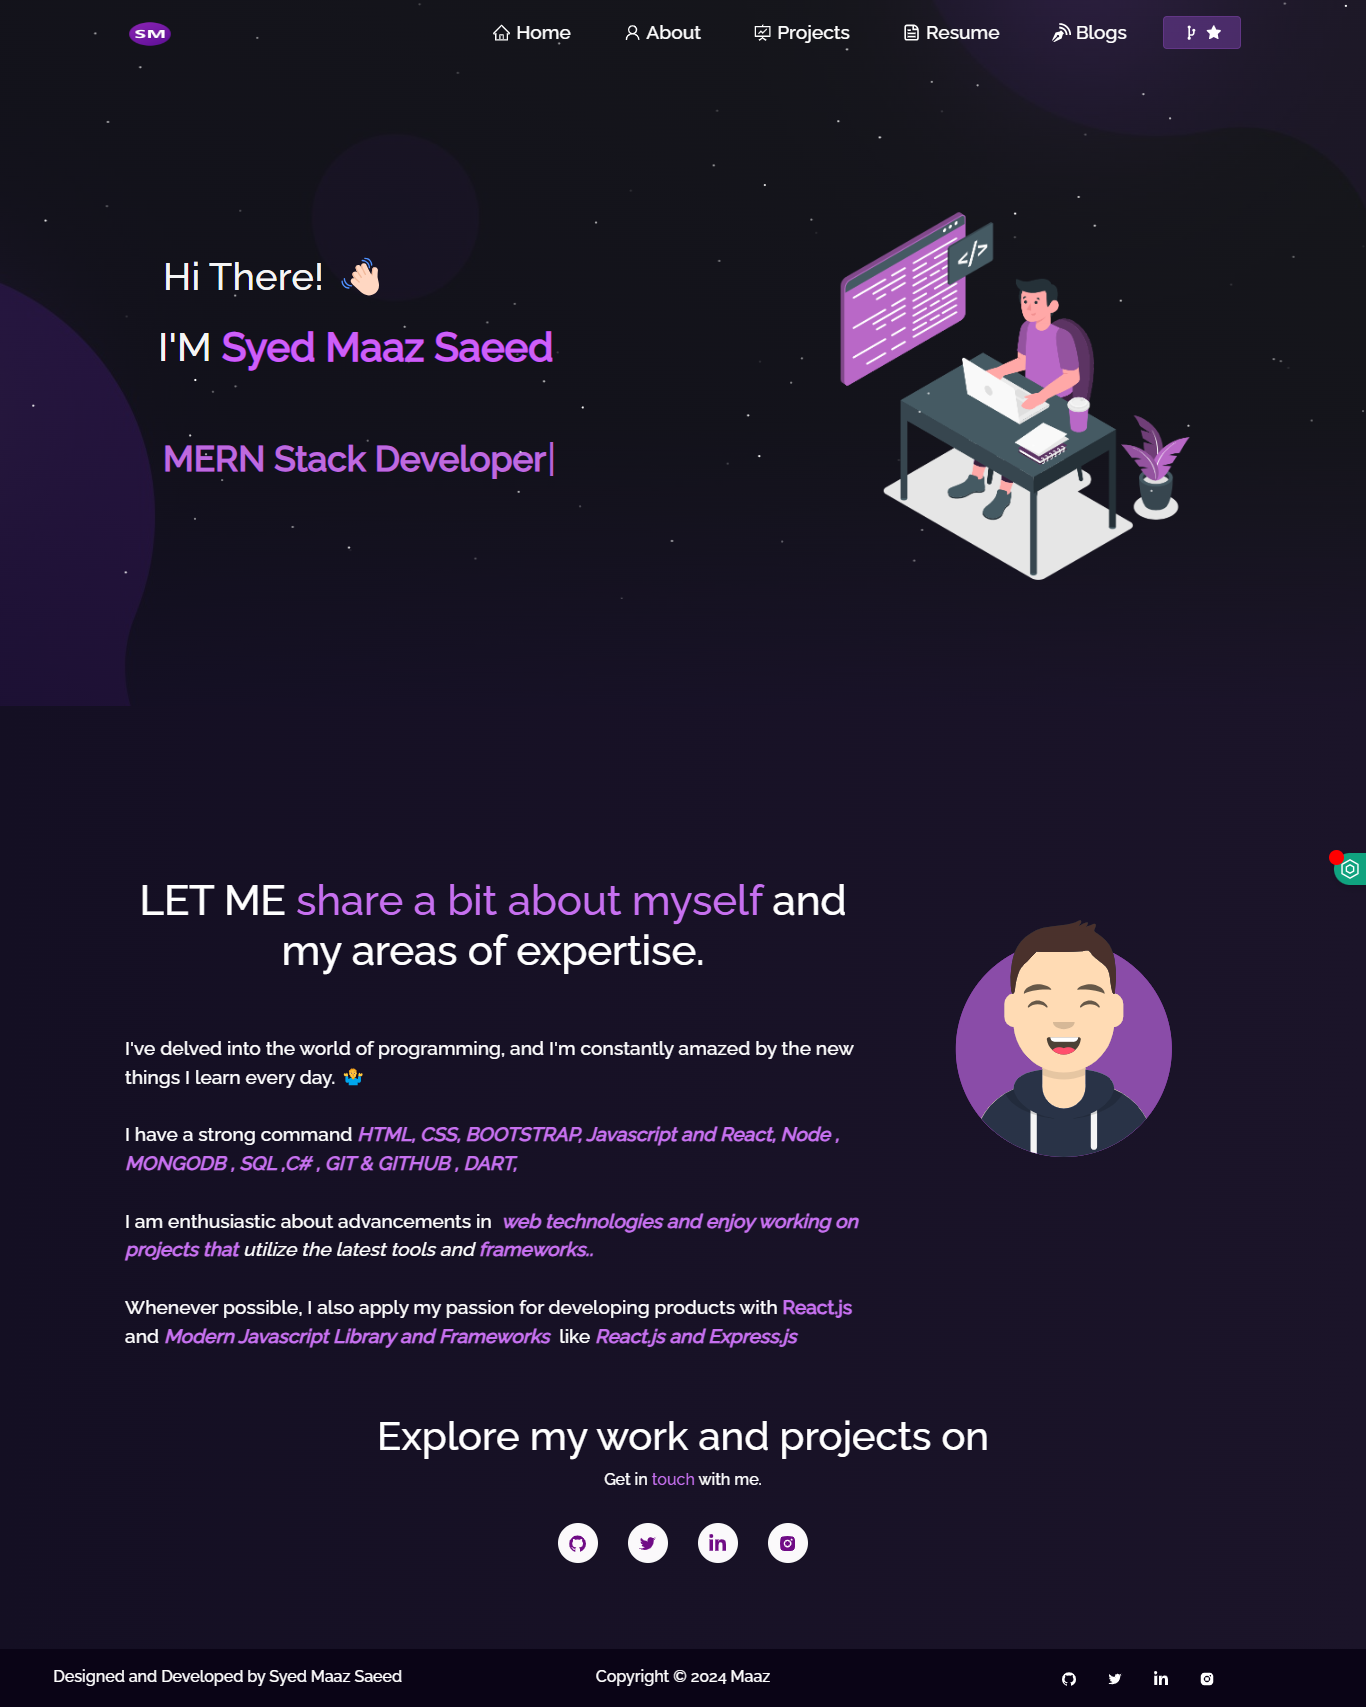 SM
Home
About
Projects
Resume
Blogs
Hi There! 👋🏻
I'M Syed Maaz Saeed
</>
MERN Stack Developer|
LET ME share a bit about myself and
my areas of expertise.
I've delved into the world of programming, and I'm constantly amazed by the new
things I learn every day. 🤷
I have a strong command HTML, CSS, BOOTSTRAP, Javascript and React, Node ,
MONGODB , SQL ,C# , GIT & GITHUB , DART,
I am enthusiastic about advancements in web technologies and enjoy working on
projects that utilize the latest tools and frameworks..
Whenever possible, I also apply my passion for developing products with React.js
and Modern Javascript Library and Frameworks like React.js and Express.js
Explore my work and projects on
Get in touch with me.
Designed and Developed by Syed Maaz Saeed
Copyright © 2024 Maaz